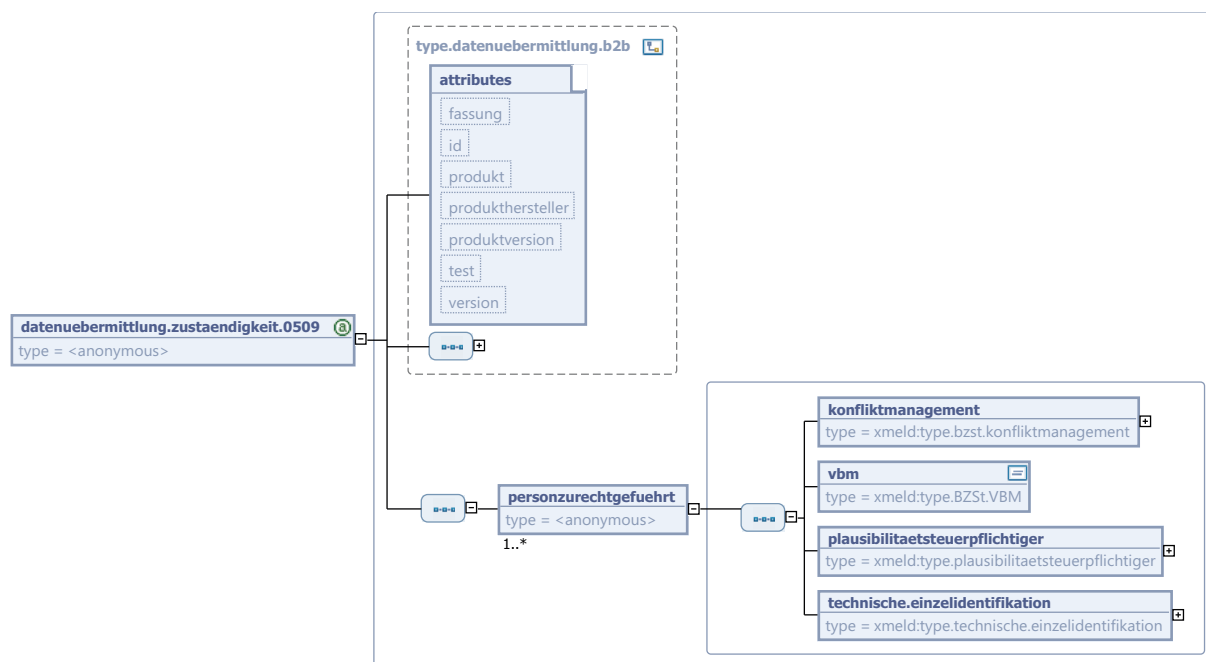 type.datenuebermittlung.b2b
attributes
fassung
id
produkt
produkthersteller
produktversion
test
version
datenuebermittlung.zustaendigkeit.0509 a
type = <anonymous>
konfliktmanagement
type = xmeld:type.bzst.konfliktmanagement
vbm
type = xmeld:type.BZSt.VBM
personzurechtgefuehrt
type = <anonymous>
1..*
plausibilitaetsteuerpflichtiger
type = xmeld:type.plausibilitaetsteuerpflichtiger
technische.einzelidentifikation
type = xmeld:type.technische.einzelidentifikation